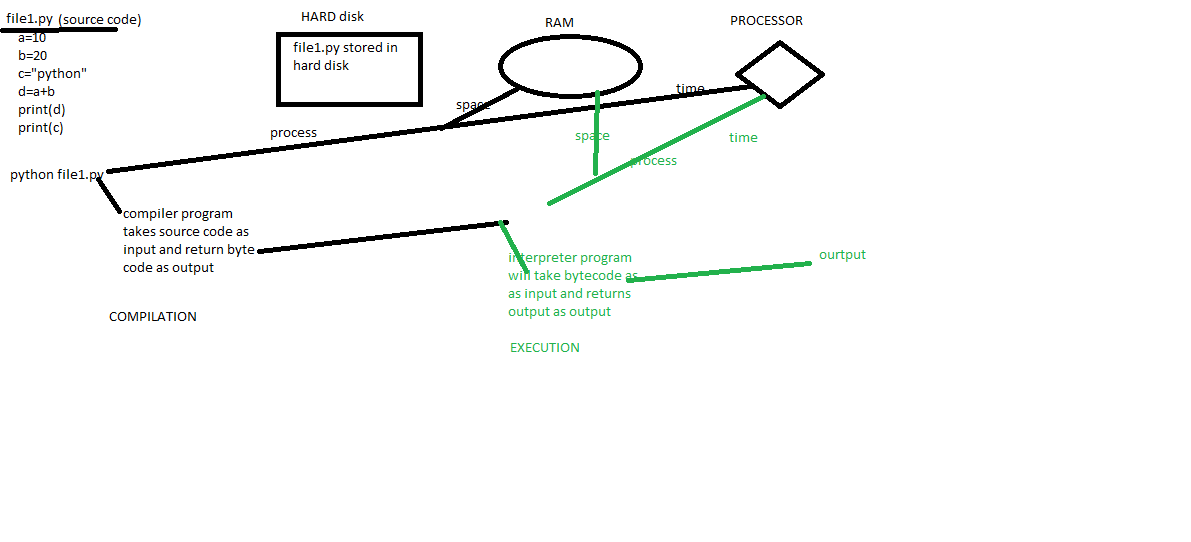 file1.py (source code)
a=10
b=20
c="python"
d=a+b
print(d)
print(c)
HARD disk
file1.py stored in
hard disk
RAM
PROCESSOR
space
time
process
python file1.py
space
process
time
compiler program
takes source code as
input and return byte
code as output
COMPILATION
interpreter program
will take bytecode as
as input and returns
output as output
ourtput
EXECUTION